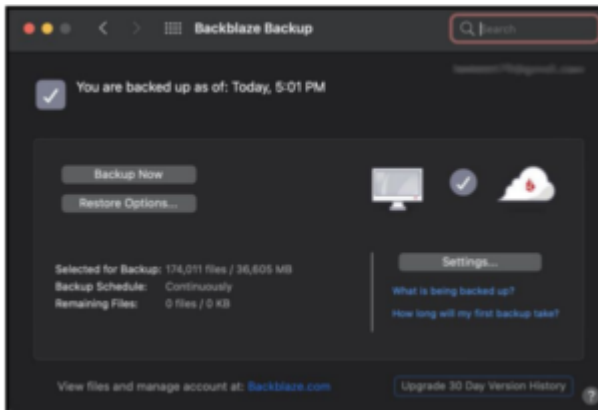 Backblaze Backup
Search
You are backed up as of: Today, 5:01 PM
Backup Now
Restore Options...
Selected for Backup: 174,011 files / 36,605 MB
Backup Schedule: Continuously
Remaining Files: 0 files / 0 KB
Settings...
What is being backed up?
How long will my first backup take?
View files and manage account at: Backblaze.com
Upgrade 30 Day Version History
?